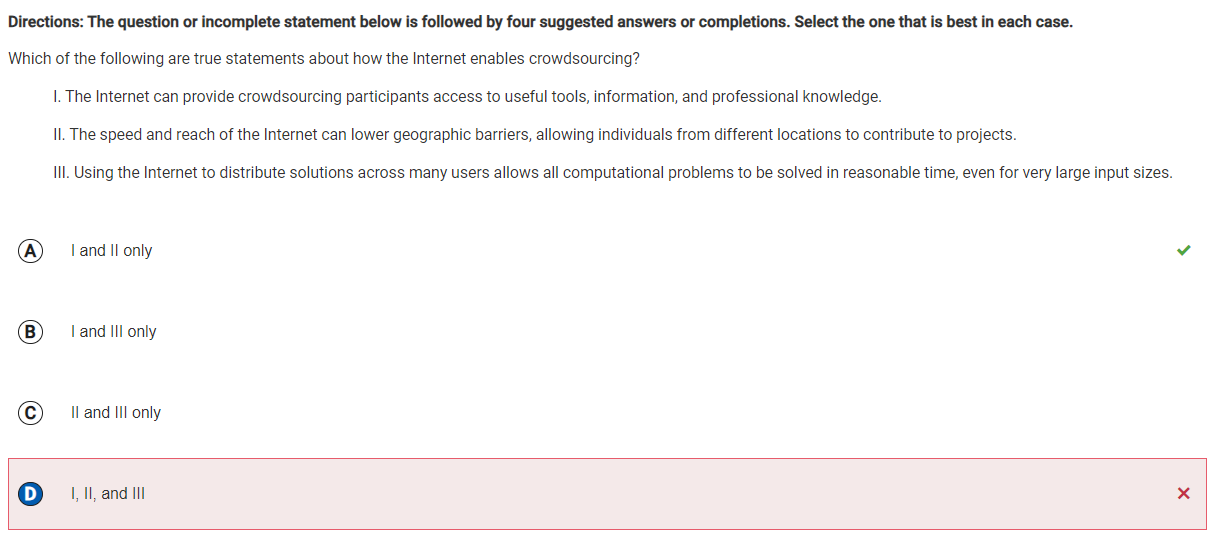 Directions: The question or incomplete statement below is followed by four suggested answers or completions. Select the one that is best in each case.
Which of the following are true statements about how the Internet enables crowdsourcing?
I. The Internet can provide crowdsourcing participants access to useful tools, information, and professional knowledge.
II. The speed and reach of the Internet can lower geographic barriers, allowing individuals from different locations to contribute to projects.
III. Using the Internet to distribute solutions across many users allows all computational problems to be solved in reasonable time, even for very large input sizes.
A I and II only
B I and III only
C II and III only
D I, II, and III